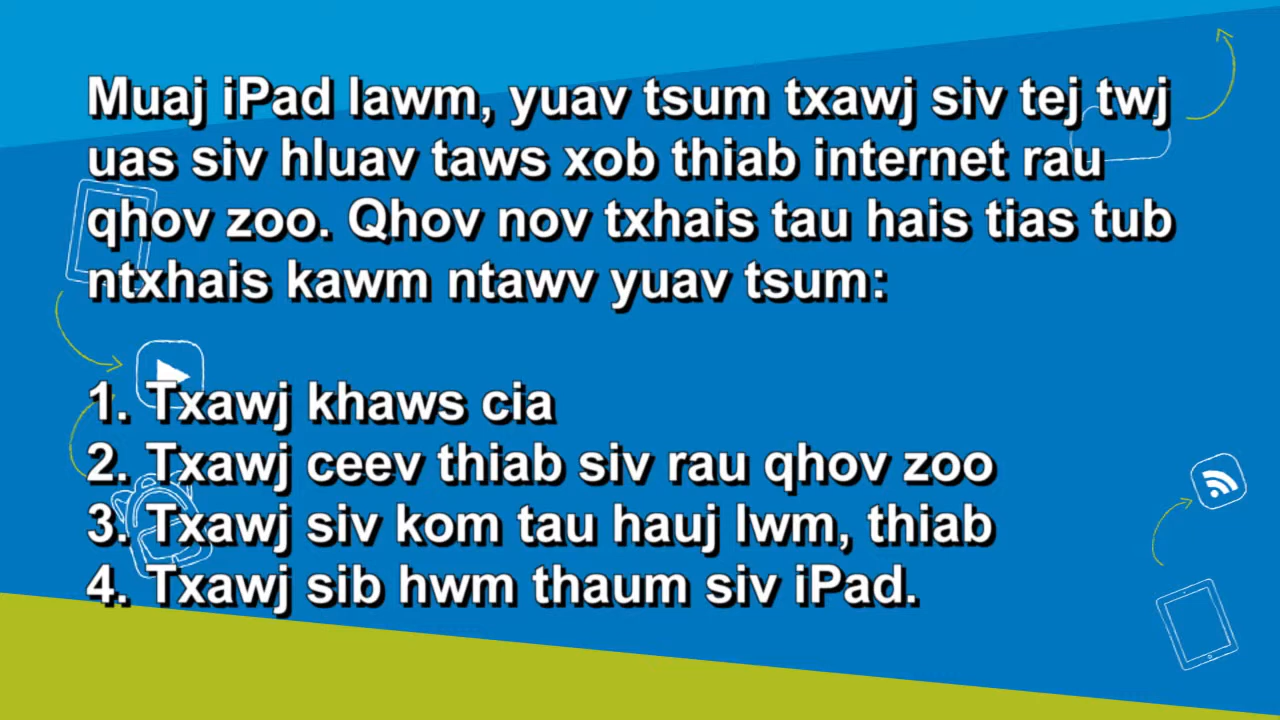 Muaj iPad lawm, yuav tsum txawj siv tej twj
uas siv hluav taws xob thiab internet rau
qhov zoo. Qhov nov txhais tau hais tias tub
ntxhais kawm ntawv yuav tsum:
1. Txawj khaws cia
2. Txawj ceev thiab siv rau qhov zoo
3. Txawj siv kom tau hauj lwm, thiab
4. Txawj sib hwm thaum siv iPad.